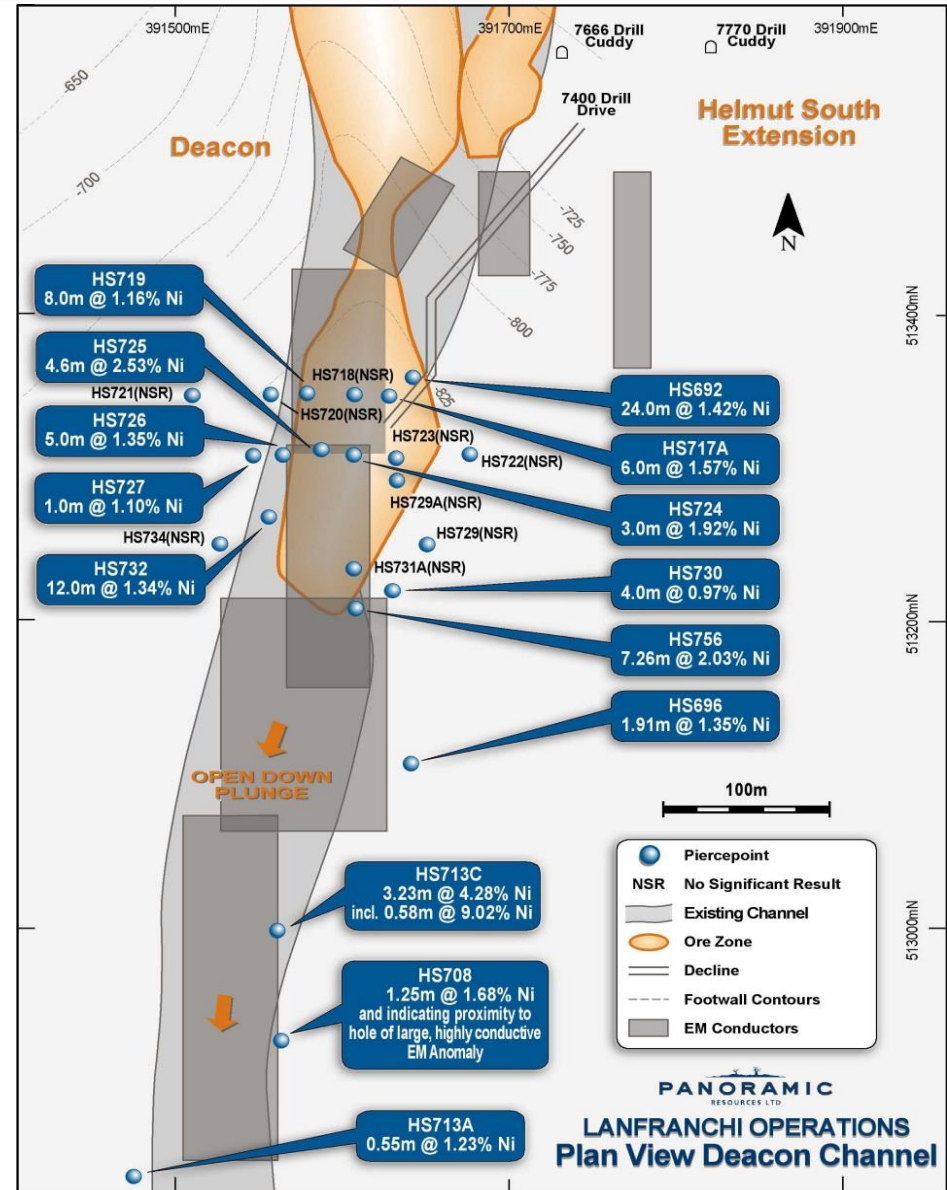 391500mE
391700mE
391900mE
7666 Drill
Cuddy
7770 Drill
Cuddy
-650
7400 Drill
Drive
Deacon
Helmut South
Extension
-700
-725
-750
-775
-800
-825
N
513400mN
513200mN
513000mN
HS719
8.0m @ 1.16% Ni
HS725
4.6m @ 2.53% Ni
HS721(NSR)
HS726
5.0m @ 1.35% Ni
HS727
1.0m @ 1.10% Ni
HS734(NSR)
HS732
12.0m @ 1.34% Ni
HS718(NSR)
HS720(NSR)
HS723(NSR)
HS722(NSR)
HS729A(NSR)
HS729(NSR)
HS731A(NSR)
HS692
24.0m @ 1.42% Ni
HS717A
6.0m @ 1.57% Ni
HS724
3.0m @ 1.92% Ni
HS730
4.0m @ 0.97% Ni
HS756
7.26m @ 2.03% Ni
HS696
1.91m @ 1.35% Ni
OPEN DOWN
PLUNGE
100m
HS713C
3.23m @ 4.28% Ni
incl. 0.58m @ 9.02% Ni
HS708
1.25m @ 1.68% Ni
and indicating proximity to
hole of large, highly conductive
EM Anomaly
HS713A
0.55m @ 1.23% Ni
Piercepoint
NSR No Significant Result
Existing Channel
Ore Zone
Decline
Footwall Contours
EM Conductors
PANORAMIC
RESOURCES LTD
LANFRANCHI OPERATIONS
Plan View Deacon Channel